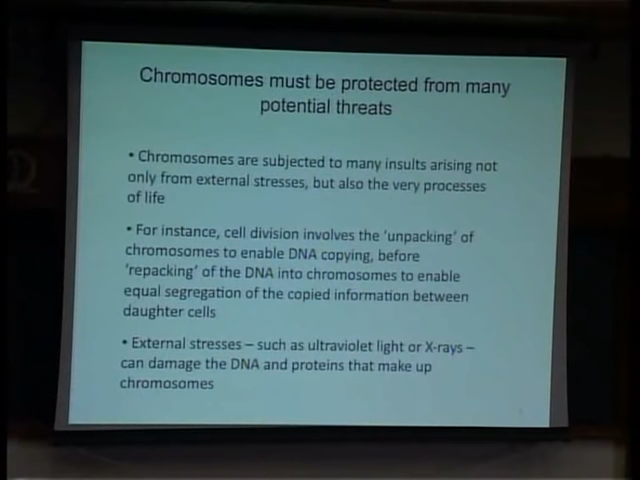 Chromosomes must be protected from many
potential threats
• Chromosomes are subjected to many insults arising not
only from external stresses, but also the very processes
of life
• For instance, cell division involves the 'unpacking' of
chromosomes to enable DNA copying, before
'repacking' of the DNA into chromosomes to enable
equal segregation of the copied information between
daughter cells
• External stresses – such as ultraviolet light or X-rays –
can damage the DNA and proteins that make up
chromosomes